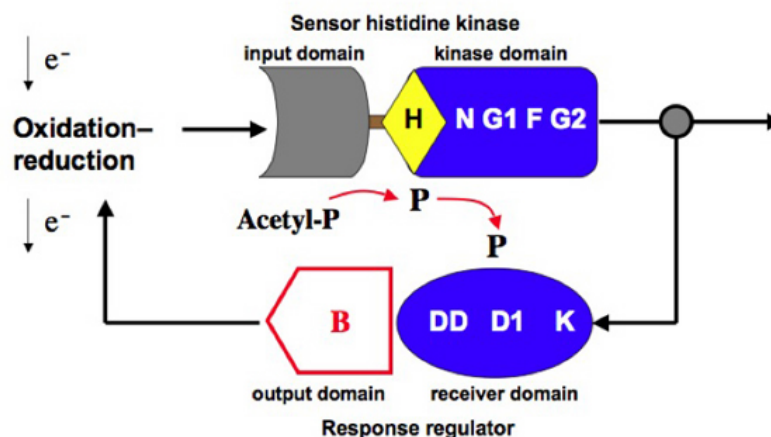 Sensor histidine kinase
input domain kinase domain
e⁻
Oxidation–
reduction
H N G1 F G2
e⁻
Acetyl-P P
P
B DD D1 K
output domain receiver domain
Response regulator